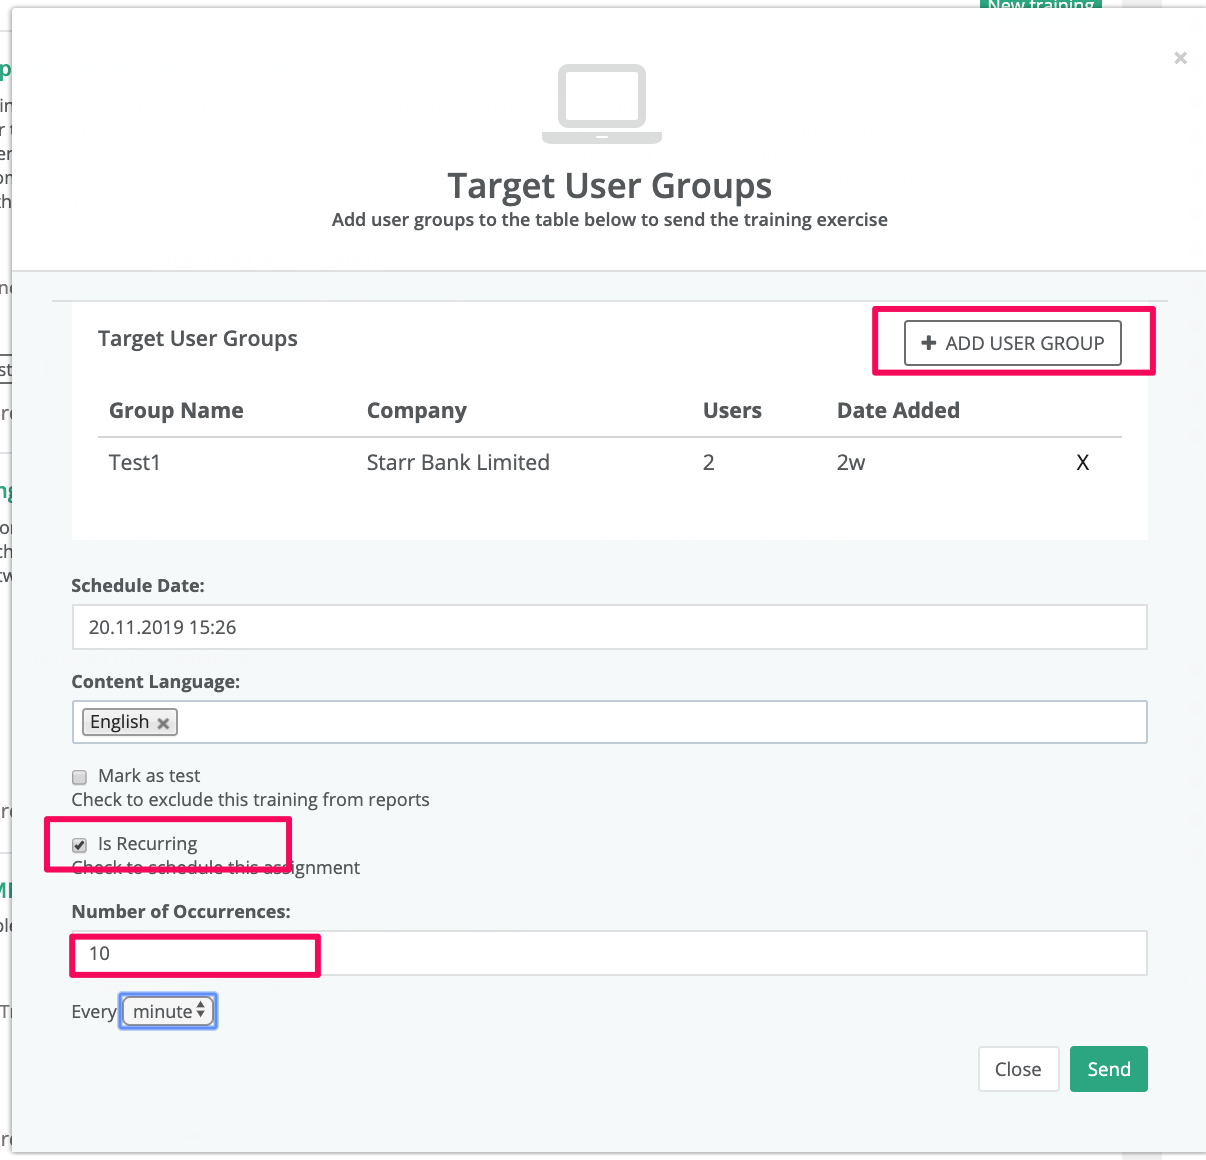 New training
×
Target User Groups
Add user groups to the table below to send the training exercise
Target User Groups
+ ADD USER GROUP
Group Name Company Users Date Added
Test1 Starr Bank Limited 2 2w X
Schedule Date:
20.11.2019 15:26
Content Language:
English ×
Mark as test
Check to exclude this training from reports
Is Recurring
Check to schedule this assignment
Number of Occurrences:
10
Every minute
Close Send